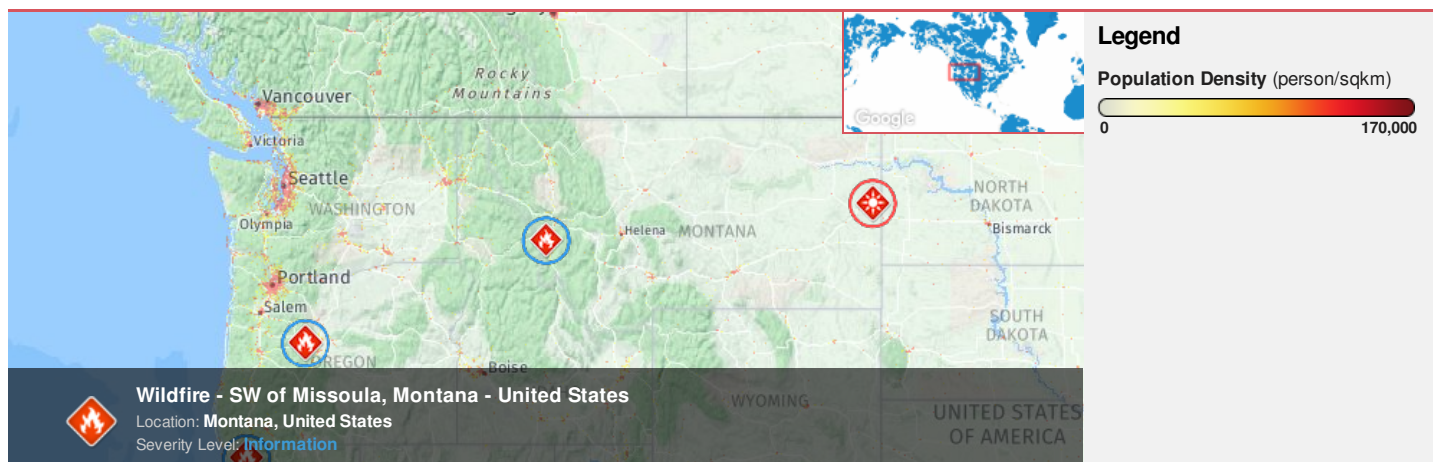 Rocky
Mountains
Vancouver
Victoria
Seattle
WASHINGTON
Olympia
Portland
Salem
OREGON
Boise
Helena
MONTANA
NORTH
DAKOTA
Bismarck
SOUTH
DAKOTA
WYOMING
UNITED STATES
OF AMERICA
Google
Wildfire - SW of Missoula, Montana - United States
Location: Montana, United States
Severity Level: Information
Legend
Population Density (person/sqkm)
0 170,000